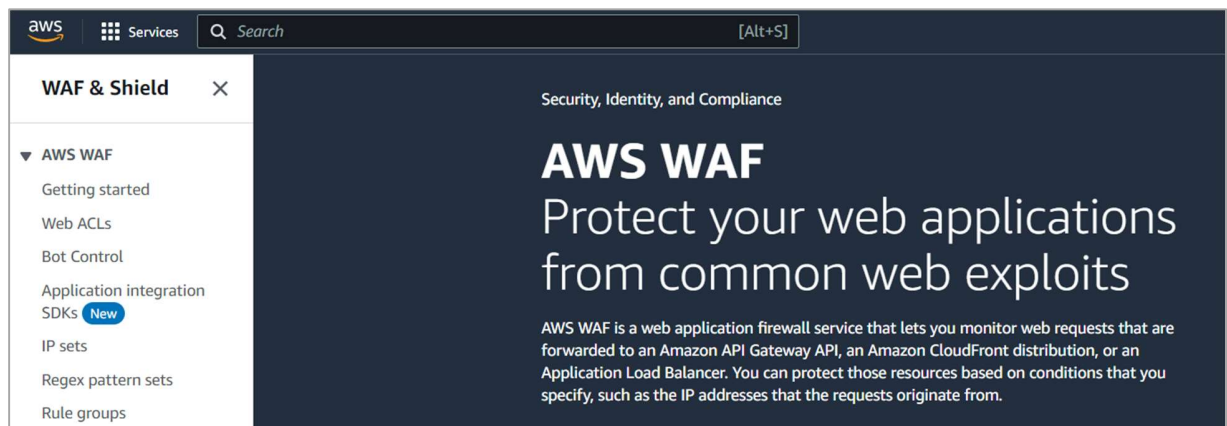 aws
Services
Search
[Alt+S]
WAF & Shield
AWS WAF
Getting started
Web ACLs
Bot Control
Application integration
SDKs New
IP sets
Regex pattern sets
Rule groups
Security, Identity, and Compliance
AWS WAF
Protect your web applications
from common web exploits
AWS WAF is a web application firewall service that lets you monitor web requests that are
forwarded to an Amazon API Gateway API, an Amazon CloudFront distribution, or an
Application Load Balancer. You can protect those resources based on conditions that you
specify, such as the IP addresses that the requests originate from.